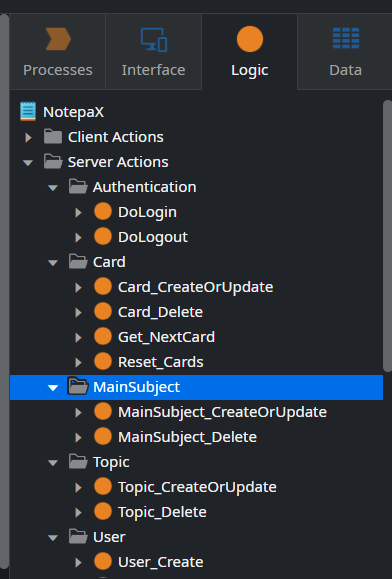 Processes Interface Logic Data
NotepaX
Client Actions
Server Actions
Authentication
DoLogin
DoLogout
Card
Card_CreateOrUpdate
Card_Delete
Get_NextCard
Reset_Cards
MainSubject
MainSubject_CreateOrUpdate
MainSubject_Delete
Topic
Topic_CreateOrUpdate
Topic_Delete
User
User_Create